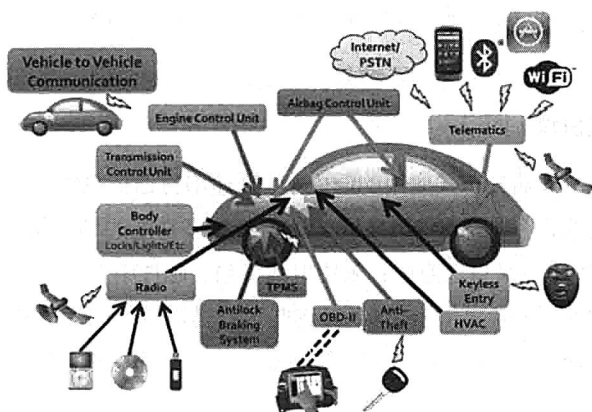 Vehicle to Vehicle
Communication
Internet/
PSTN
WiFi
Engine Control Unit
Airbag Control Unit
Telematics
Transmission
Control Unit
Body
Controller
Locks/Lights/Etc
Radio
TPMS
Antilock
Braking
System
OBD-II
Anti-
Theft
HVAC
Keyless
Entry